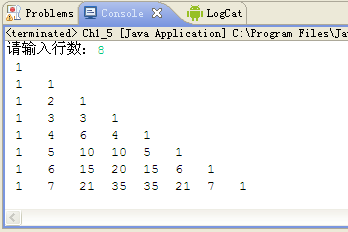 Problems Console LogCat
<terminated> Ch1_5 [Java Application] C:\Program Files\Jav
请输入行数: 8
1
1 1
1 2 1
1 3 3 1
1 4 6 4 1
1 5 10 10 5 1
1 6 15 20 15 6 1
1 7 21 35 35 21 7 1